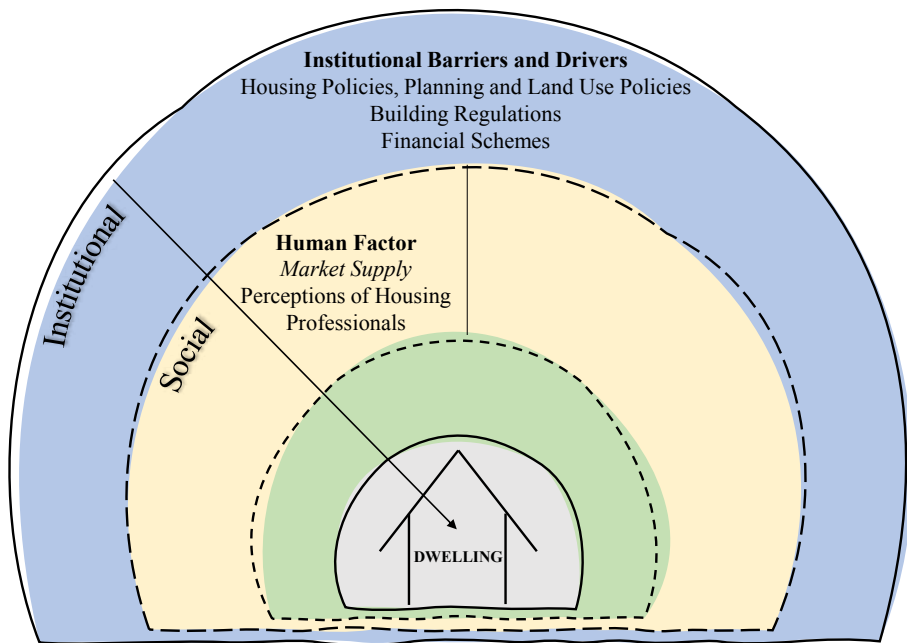 Institutional Barriers and Drivers
Housing Policies, Planning and Land Use Policies
Building Regulations
Financial Schemes
Institutional
Social
Human Factor
Market Supply
Perceptions of Housing
Professionals
DWELLING